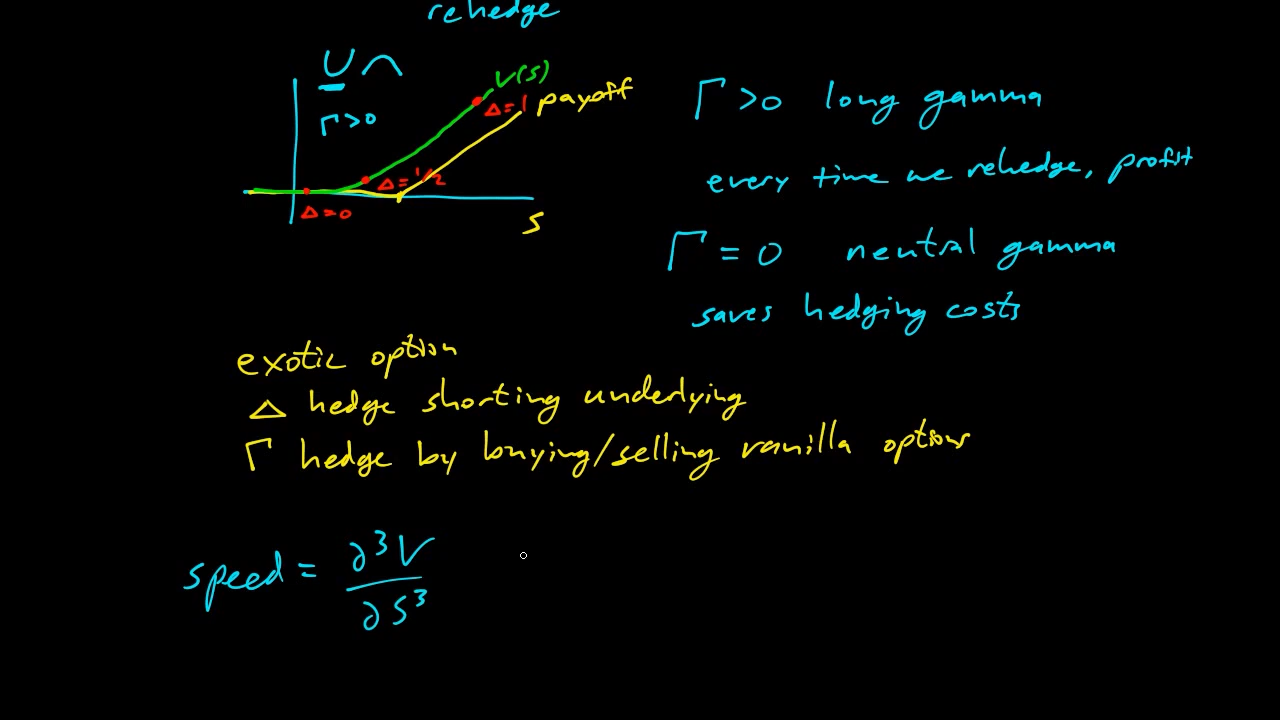 rehedge
∪ ∩
Γ>0
V(s)
Δ=1
payoff
Δ=1/2
Δ=0
S
Γ>0 long gamma
every time we rehedge, profit
Γ=0 neutral gamma
saves hedging costs
exotic option
Δ hedge shorting underlying
Γ hedge by buying/selling vanilla options
speed = ∂³V
∂S³